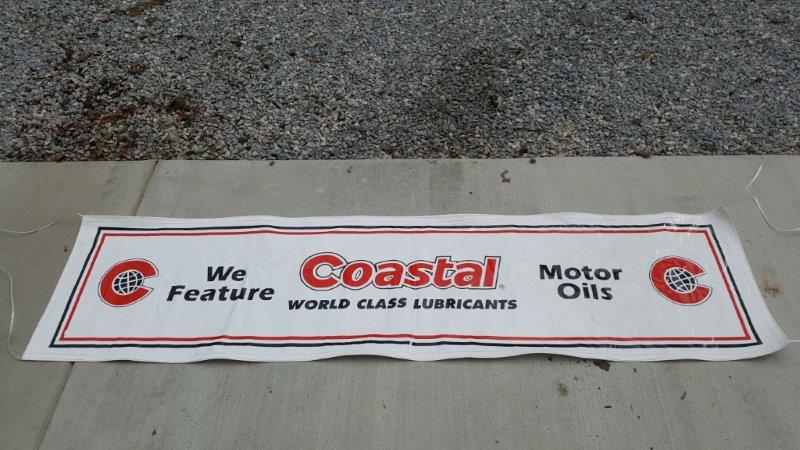 We
Feature
Coastal®
WORLD CLASS LUBRICANTS®
Motor
Oils